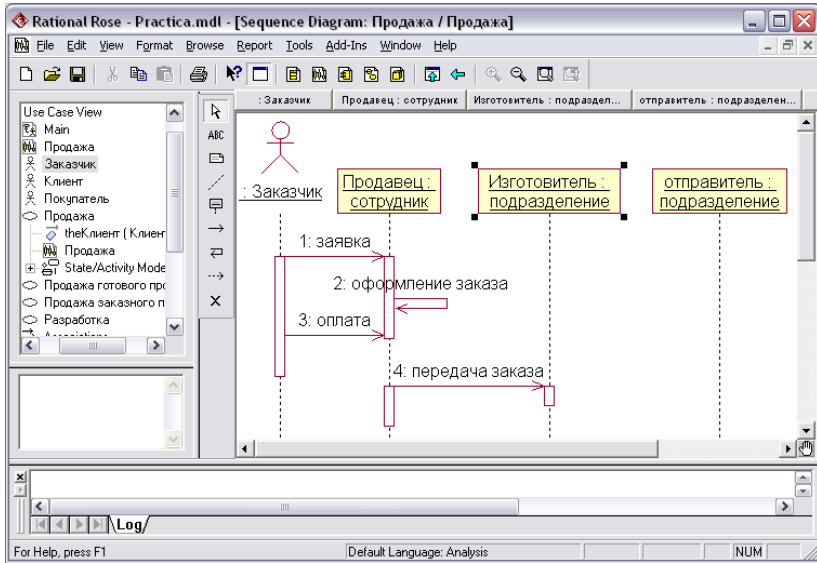 Rational Rose - Practica.mdl - [Sequence Diagram: Продажа / Продажа]
File Edit View Format Browse Report Tools Add-Ins Window Help
: Заказчик
Продавец : сотрудник
Изготовитель : подраздел...
отправитель : подразделен...
Use Case View
Main
Продажа
Заказчик
Клиент
Покупатель
Продажа
theКлиент ( Клиен
Продажа
State/Activity Mode
Продажа готового про
Продажа заказного п
Разработка
Associations
ABC
: Заказчик
Продавец :
сотрудник
Изготовитель :
подразделение
отправитель :
подразделение
1: заявка
2: оформление заказа
3: оплата
4: передача заказа
Log
For Help, press F1
Default Language: Analysis
NUM